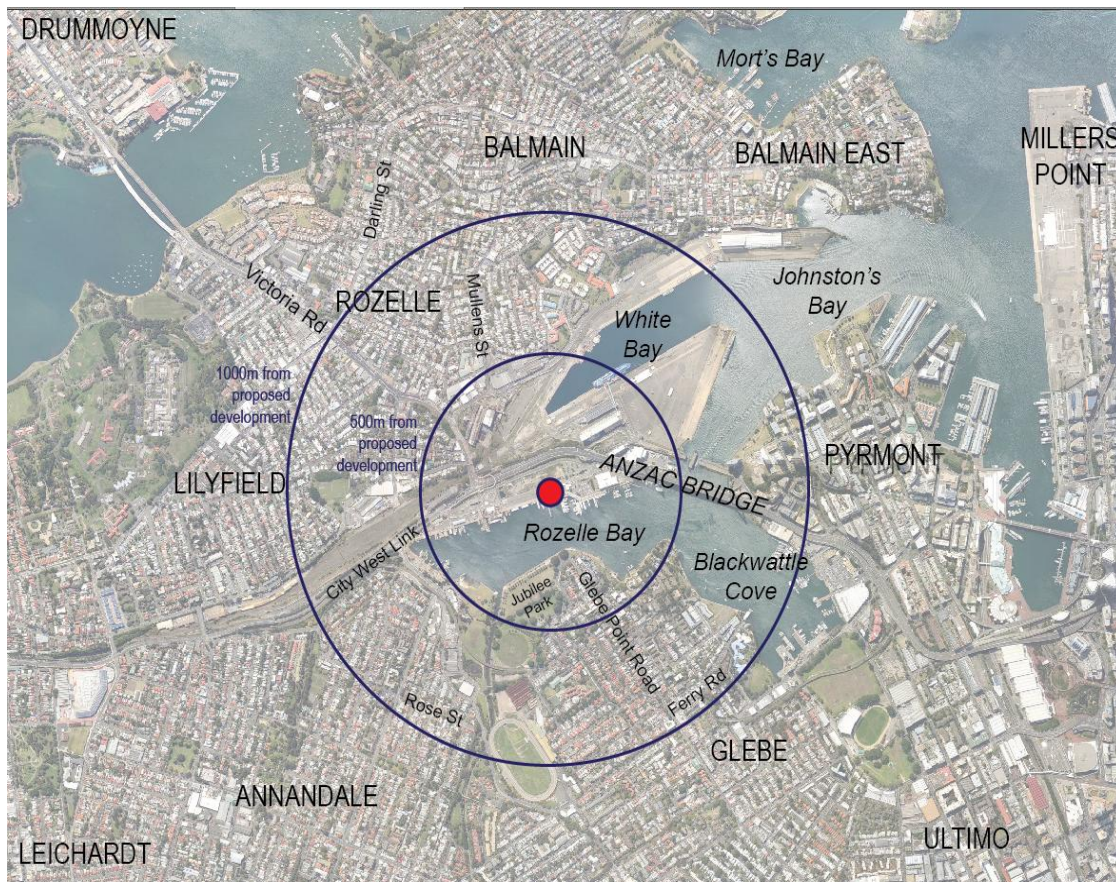 DRUMMOYNE
Mort's Bay
BALMAIN
BALMAIN EAST
MILLERS
POINT
Darling St
Victoria Rd
ROZELLE
Mullens St
Johnston's
Bay
White
Bay
1000m from
proposed
development
500m from
proposed
development
LILYFIELD
PYRMONT
ANZAC BRIDGE
City West Link
Rozelle Bay
Blackwattle
Cove
Jubilee
Park
Glebe Point Road
Ferry Rd
Rose St
GLEBE
ANNANDALE
LEICHARDT
ULTIMO